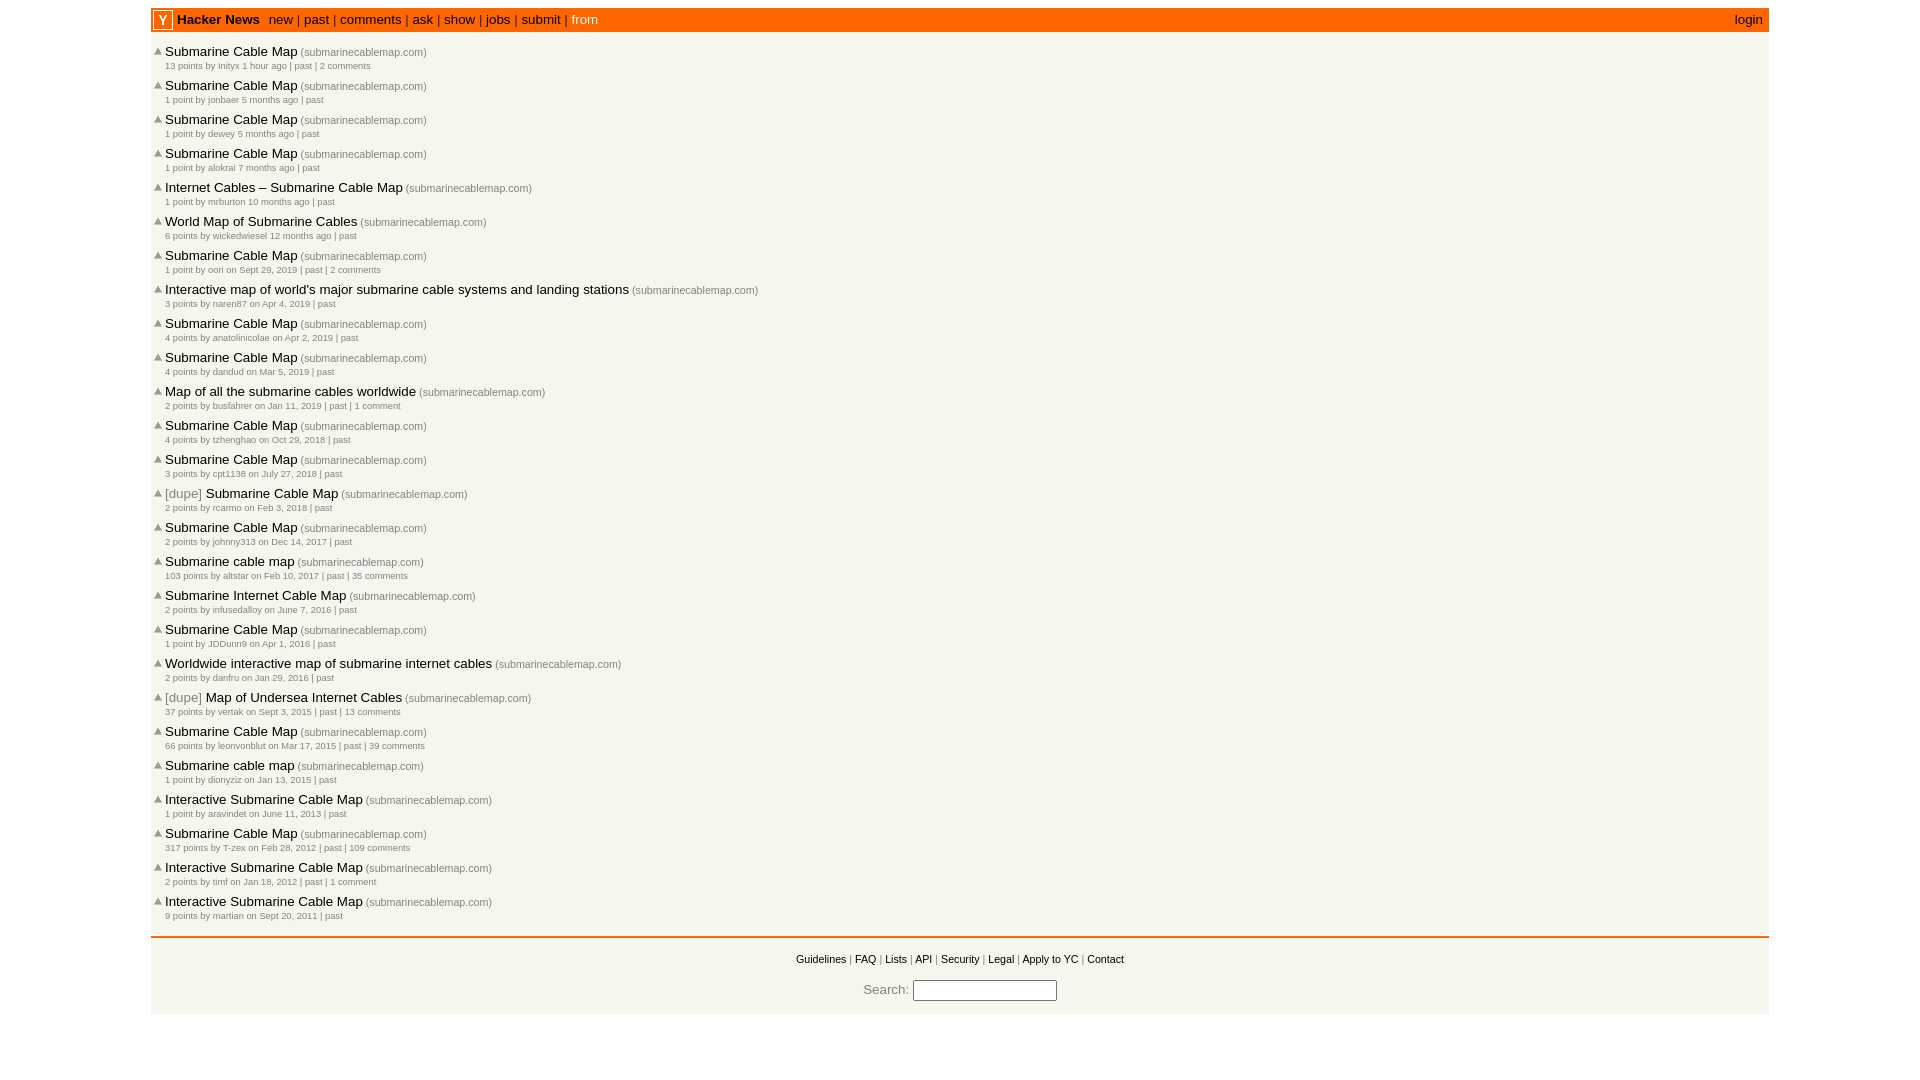 Y Hacker News new | past | comments | ask | show | jobs | submit | from login
Submarine Cable Map (submarinecablemap.com)
13 points by Inityx 1 hour ago | past | 2 comments
Submarine Cable Map (submarinecablemap.com)
1 point by jonbaer 5 months ago | past
Submarine Cable Map (submarinecablemap.com)
1 point by dewey 5 months ago | past
Submarine Cable Map (submarinecablemap.com)
1 point by alokrai 7 months ago | past
Internet Cables – Submarine Cable Map (submarinecablemap.com)
1 point by mrburton 10 months ago | past
World Map of Submarine Cables (submarinecablemap.com)
6 points by wickedwiesel 12 months ago | past
Submarine Cable Map (submarinecablemap.com)
1 point by oori on Sept 29, 2019 | past | 2 comments
Interactive map of world's major submarine cable systems and landing stations (submarinecablemap.com)
3 points by naren87 on Apr 4, 2019 | past
Submarine Cable Map (submarinecablemap.com)
4 points by anatolinicolae on Apr 2, 2019 | past
Submarine Cable Map (submarinecablemap.com)
4 points by dandud on Mar 5, 2019 | past
Map of all the submarine cables worldwide (submarinecablemap.com)
2 points by busfahrer on Jan 11, 2019 | past | 1 comment
Submarine Cable Map (submarinecablemap.com)
4 points by tzhenghao on Oct 29, 2018 | past
Submarine Cable Map (submarinecablemap.com)
3 points by cpt1138 on July 27, 2018 | past
[dupe] Submarine Cable Map (submarinecablemap.com)
2 points by rcarmo on Feb 3, 2018 | past
Submarine Cable Map (submarinecablemap.com)
2 points by johnny313 on Dec 14, 2017 | past
Submarine cable map (submarinecablemap.com)
103 points by altstar on Feb 10, 2017 | past | 35 comments
Submarine Internet Cable Map (submarinecablemap.com)
2 points by infusedalloy on June 7, 2016 | past
Submarine Cable Map (submarinecablemap.com)
1 point by JDDunn9 on Apr 1, 2016 | past
Worldwide interactive map of submarine internet cables (submarinecablemap.com)
2 points by danfru on Jan 29, 2016 | past
[dupe] Map of Undersea Internet Cables (submarinecablemap.com)
37 points by vertak on Sept 3, 2015 | past | 13 comments
Submarine Cable Map (submarinecablemap.com)
66 points by leonvonblut on Mar 17, 2015 | past | 39 comments
Submarine cable map (submarinecablemap.com)
1 point by dionyziz on Jan 13, 2015 | past
Interactive Submarine Cable Map (submarinecablemap.com)
1 point by aravindet on June 11, 2013 | past
Submarine Cable Map (submarinecablemap.com)
317 points by T-zex on Feb 28, 2012 | past | 109 comments
Interactive Submarine Cable Map (submarinecablemap.com)
2 points by timf on Jan 18, 2012 | past | 1 comment
Interactive Submarine Cable Map (submarinecablemap.com)
9 points by martian on Sept 20, 2011 | past
Guidelines | FAQ | Lists | API | Security | Legal | Apply to YC | Contact
Search: